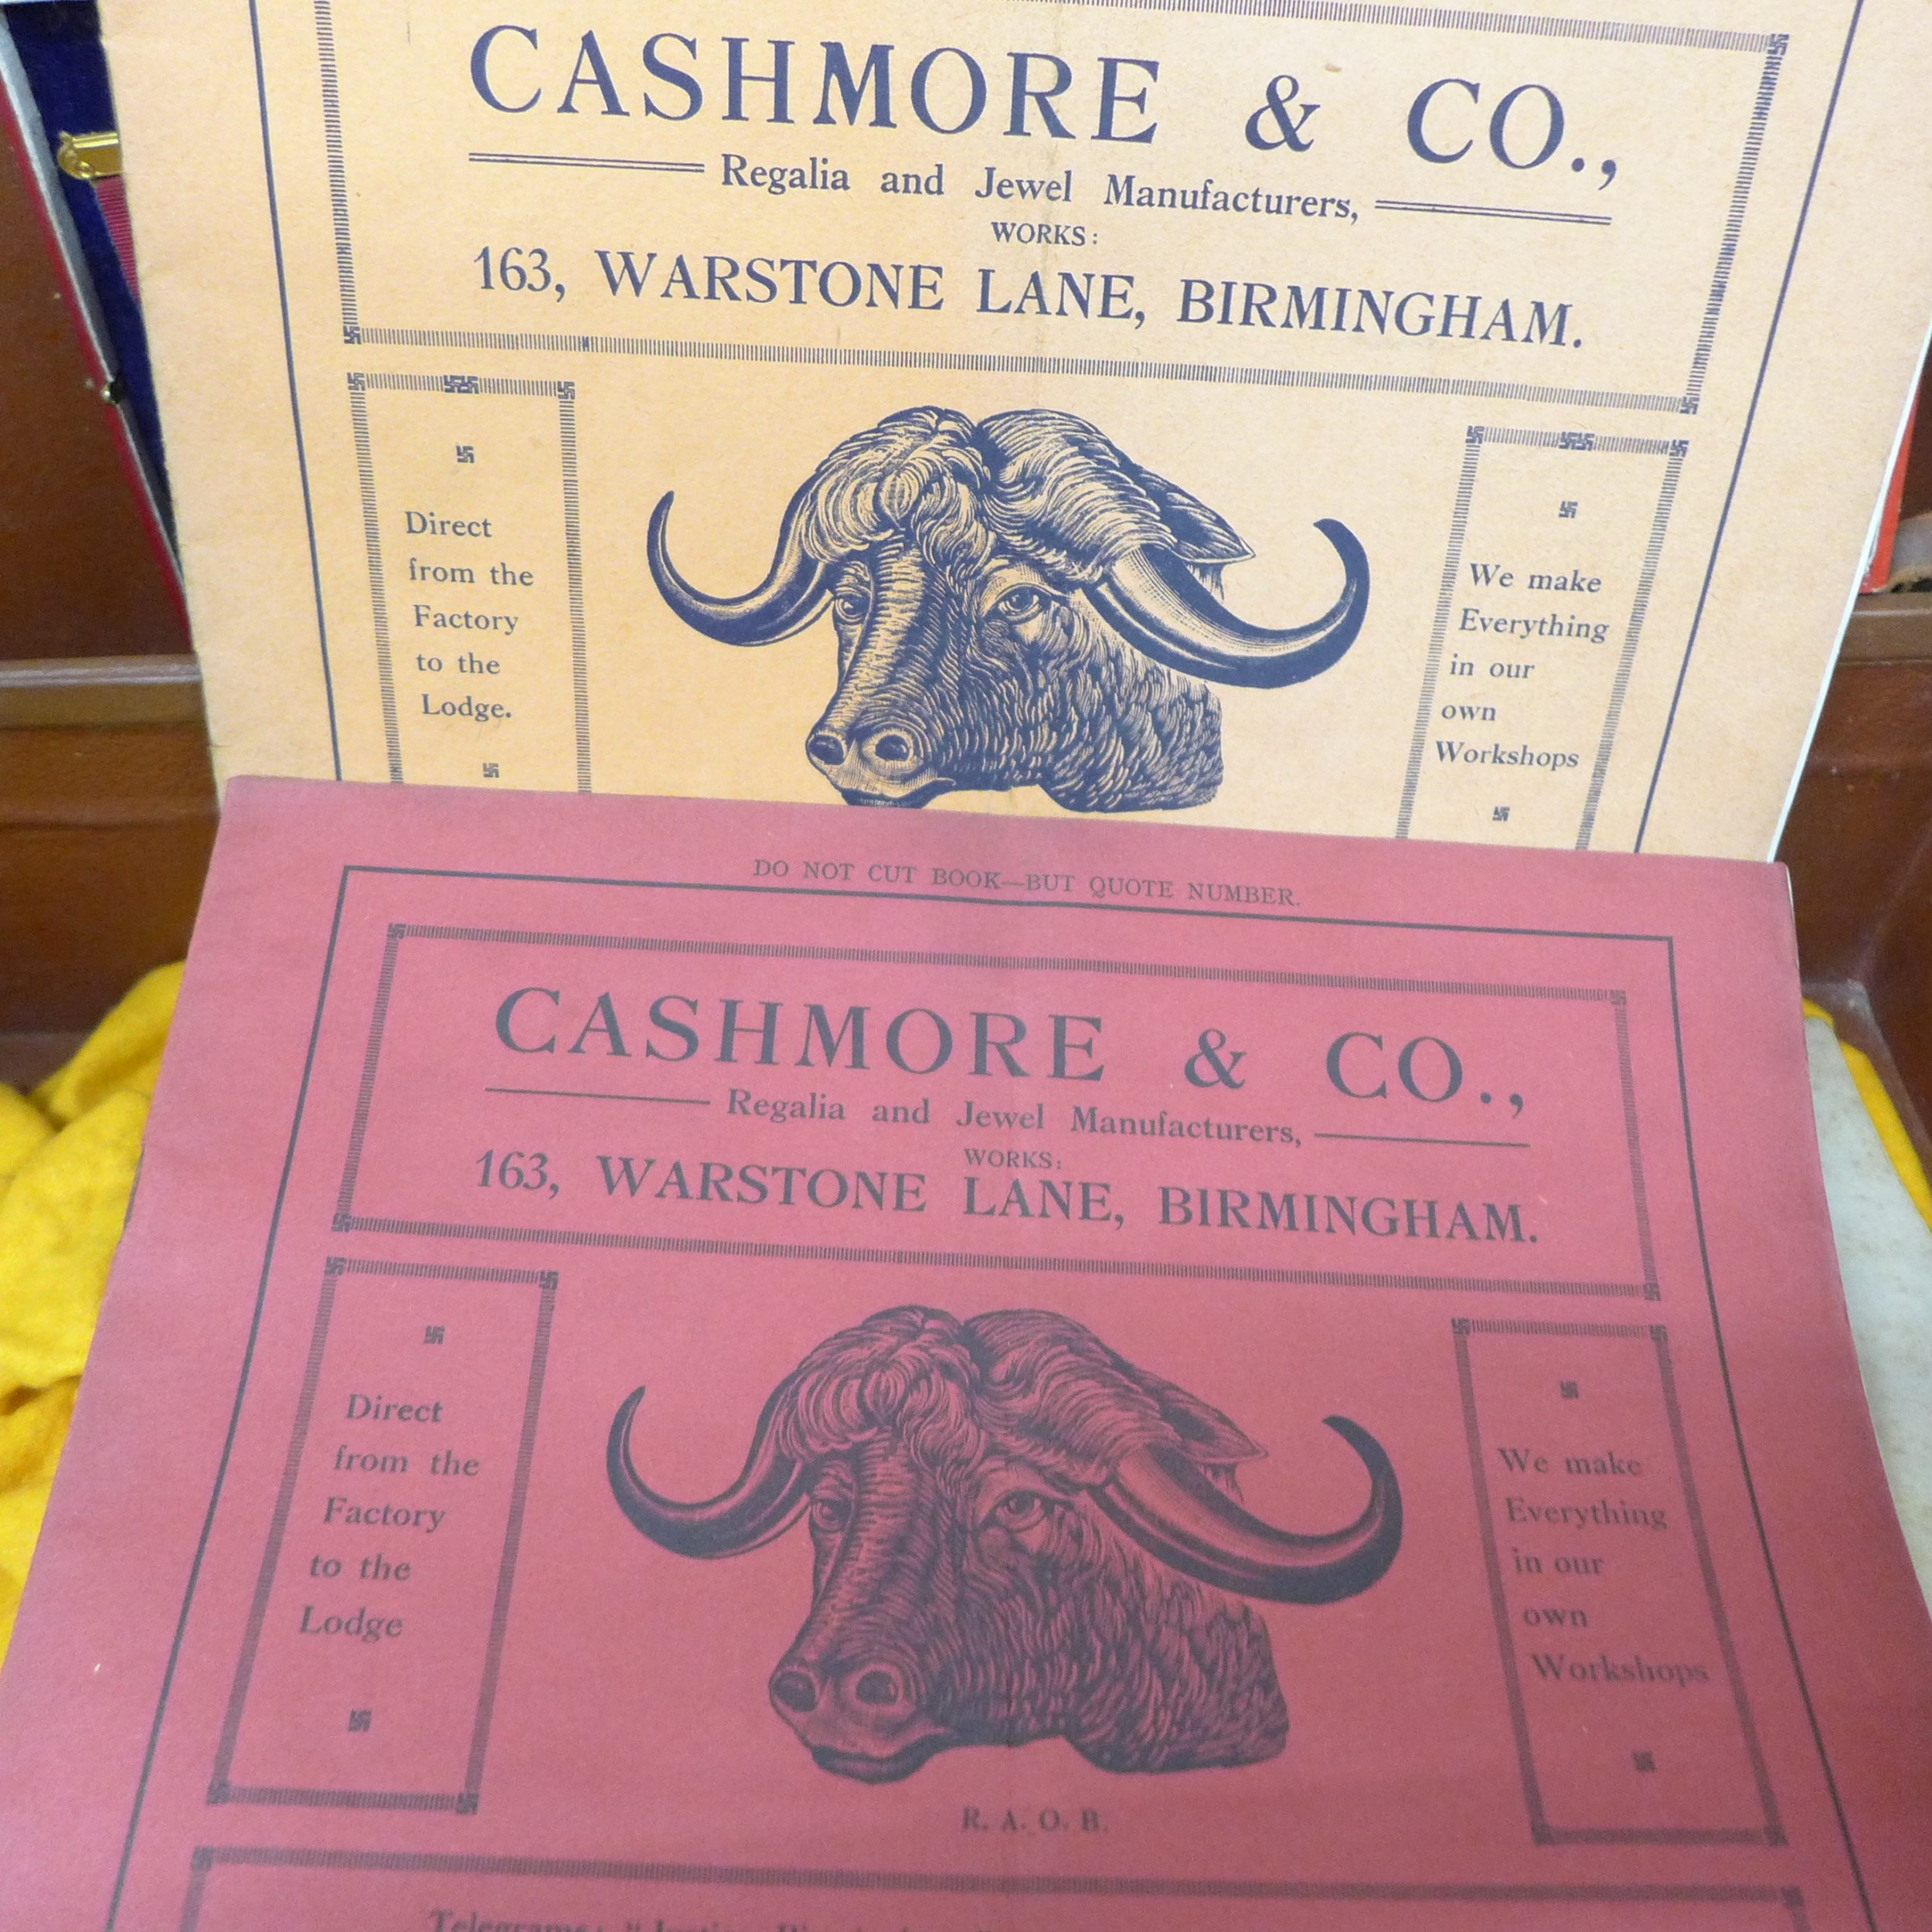 CASHMORE & CO.,
Regalia and Jewel Manufacturers,
WORKS:
163, WARSTONE LANE, BIRMINGHAM.
Direct
from the
Factory
to the
Lodge.
We make
Everything
in our
own
Workshops
DO NOT CUT BOOK—BUT QUOTE NUMBER.
CASHMORE & CO.,
Regalia and Jewel Manufacturers,
WORKS:
163, WARSTONE LANE, BIRMINGHAM.
Direct
from the
Factory
to the
Lodge
We make
Everything
in our
own
Workshops
R. A. O. B.
Telegrams: